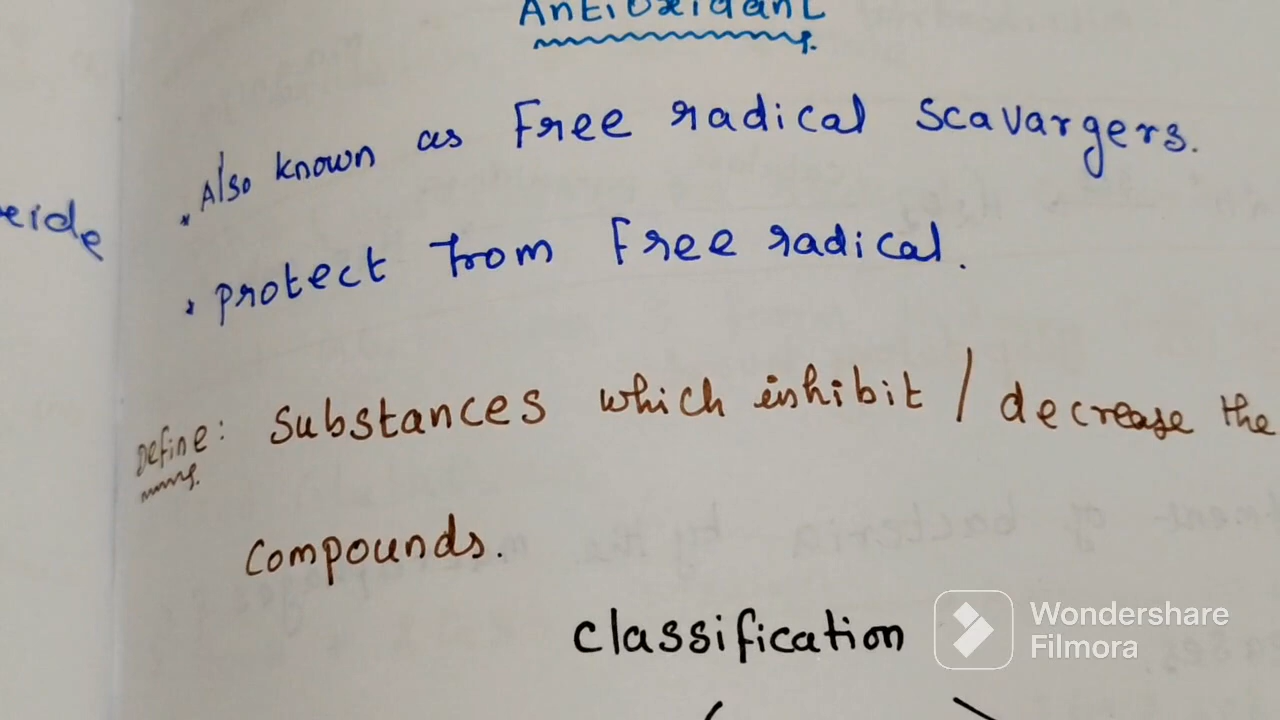 Antioxidant
. Also known as Free radical Scavargers.
eide
. protect from Free radical.
Define: Substances which inhibit / decrease the
Compounds.
classification
Wondershare
Filmora